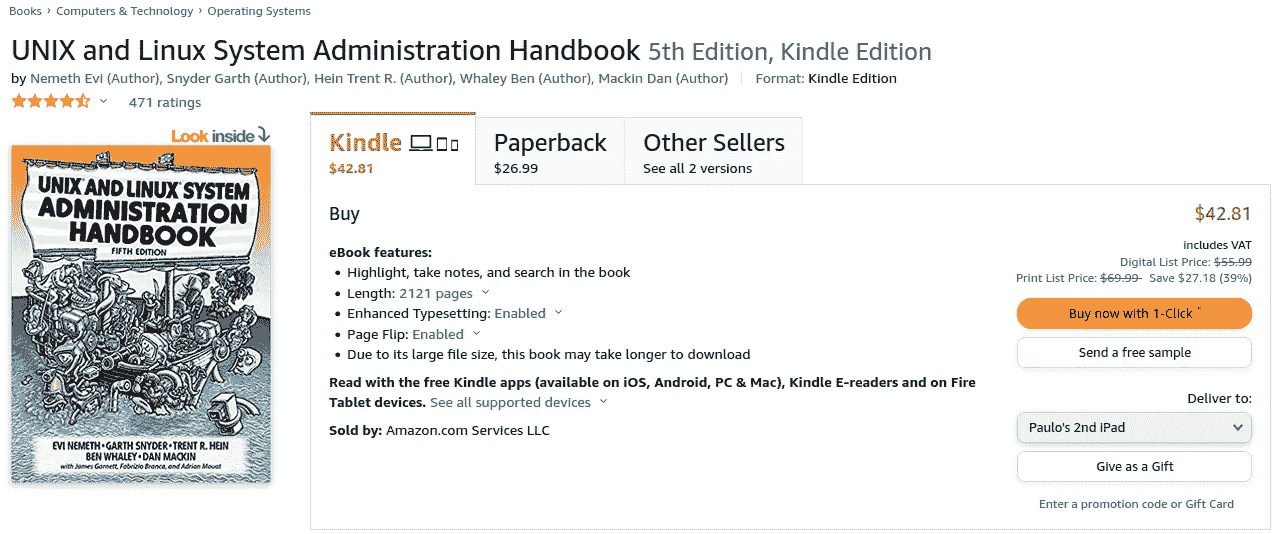 Books › Computers & Technology › Operating Systems
UNIX and Linux System Administration Handbook 5th Edition, Kindle Edition
by Nemeth Evi (Author), Snyder Garth (Author), Hein Trent R. (Author), Whaley Ben (Author), Mackin Dan (Author) Format: Kindle Edition
471 ratings
Look inside
UNIX AND LINUX SYSTEM
ADMINISTRATION
HANDBOOK
FIFTH EDITION
EVI NEMETH • GARTH SNYDER • TRENT R. HEIN
BEN WHALEY • DAN MACKIN
with James Garnett, Fabrizio Branca, and Adrian Mouat
Kindle
$42.81
Paperback
$26.99
Other Sellers
See all 2 versions
Buy
eBook features:
• Highlight, take notes, and search in the book
• Length: 2121 pages
• Enhanced Typesetting: Enabled
• Page Flip: Enabled
• Due to its large file size, this book may take longer to download
Read with the free Kindle apps (available on iOS, Android, PC & Mac), Kindle E-readers and on Fire
Tablet devices. See all supported devices
Sold by: Amazon.com Services LLC
$42.81
includes VAT
Digital List Price: $55.99
Print List Price: $69.99 Save $27.18 (39%)
Buy now with 1-Click
Send a free sample
Deliver to:
Paulo's 2nd iPad
Give as a Gift
Enter a promotion code or Gift Card